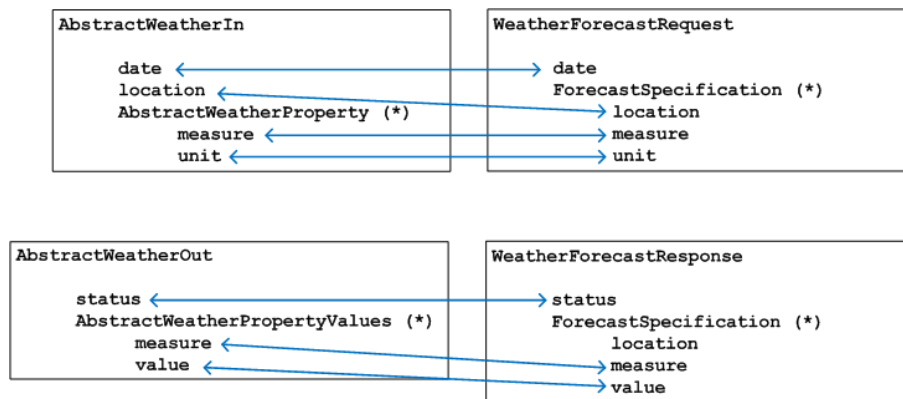 AbstractWeatherIn
date
location
AbstractWeatherProperty (*)
measure
unit
WeatherForecastRequest
date
ForecastSpecification (*)
location
measure
unit
AbstractWeatherOut
status
AbstractWeatherPropertyValues (*)
measure
value
WeatherForecastResponse
status
ForecastSpecification (*)
location
measure
value